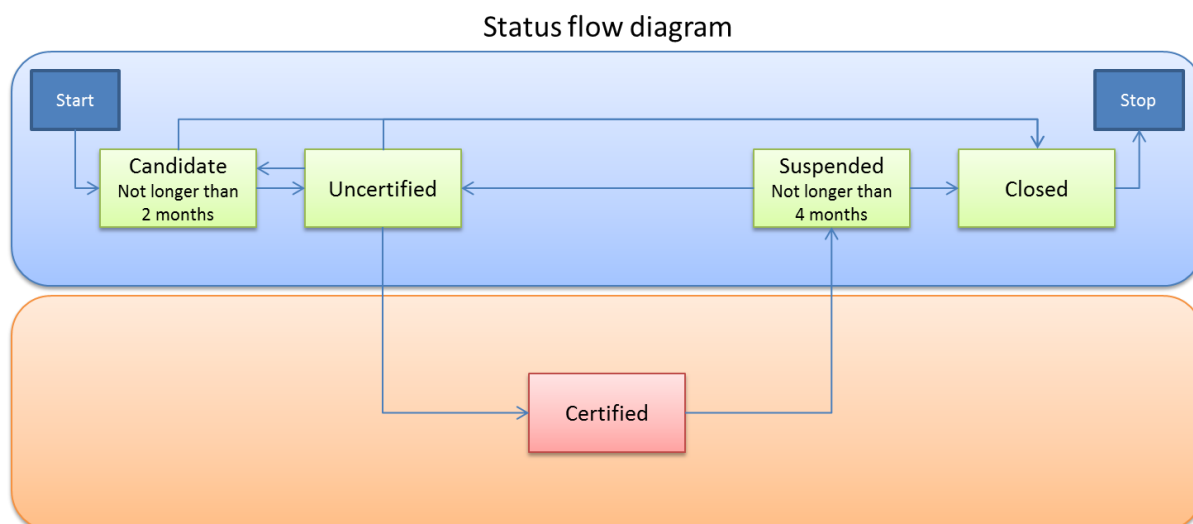 Status flow diagram
Start
Stop
Candidate
Not longer than
2 months
Uncertified
Suspended
Not longer than
4 months
Closed
Certified